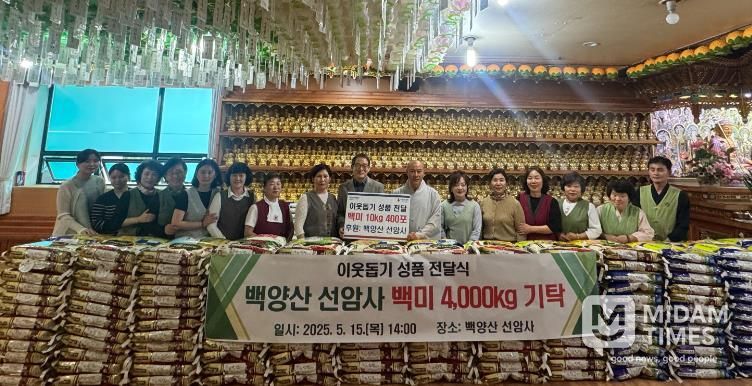 이웃돕기 성품 전달
백미 10kg 400포
후원: 백양산 선암사
이웃돕기 성품 전달식
백양산 선암사 백미 4,000kg 기탁
일시: 2025. 5. 15.(목) 14:00 장소: 백양산 선암사
MIDAM
TIMES
good news, good people